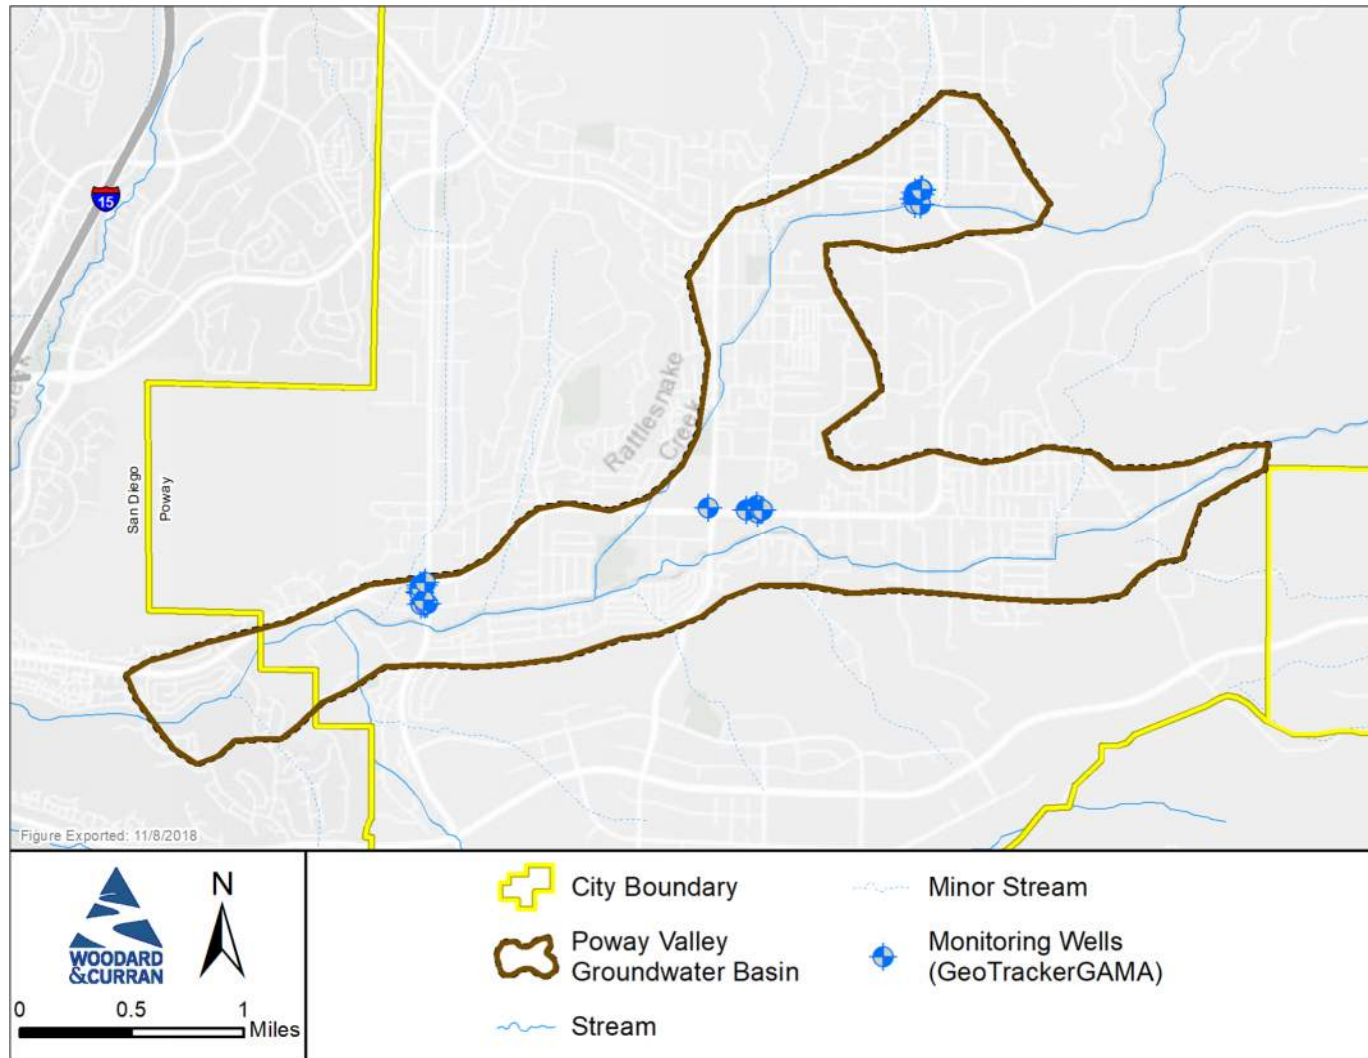 15
Rattlesnake
Creek
San Diego
Poway
Figure Exported: 11/8/2018
WOODARD
&CURRAN
N
0 0.5 1
Miles
City Boundary
Poway Valley
Groundwater Basin
Stream
Minor Stream
Monitoring Wells
(GeoTrackerGAMA)